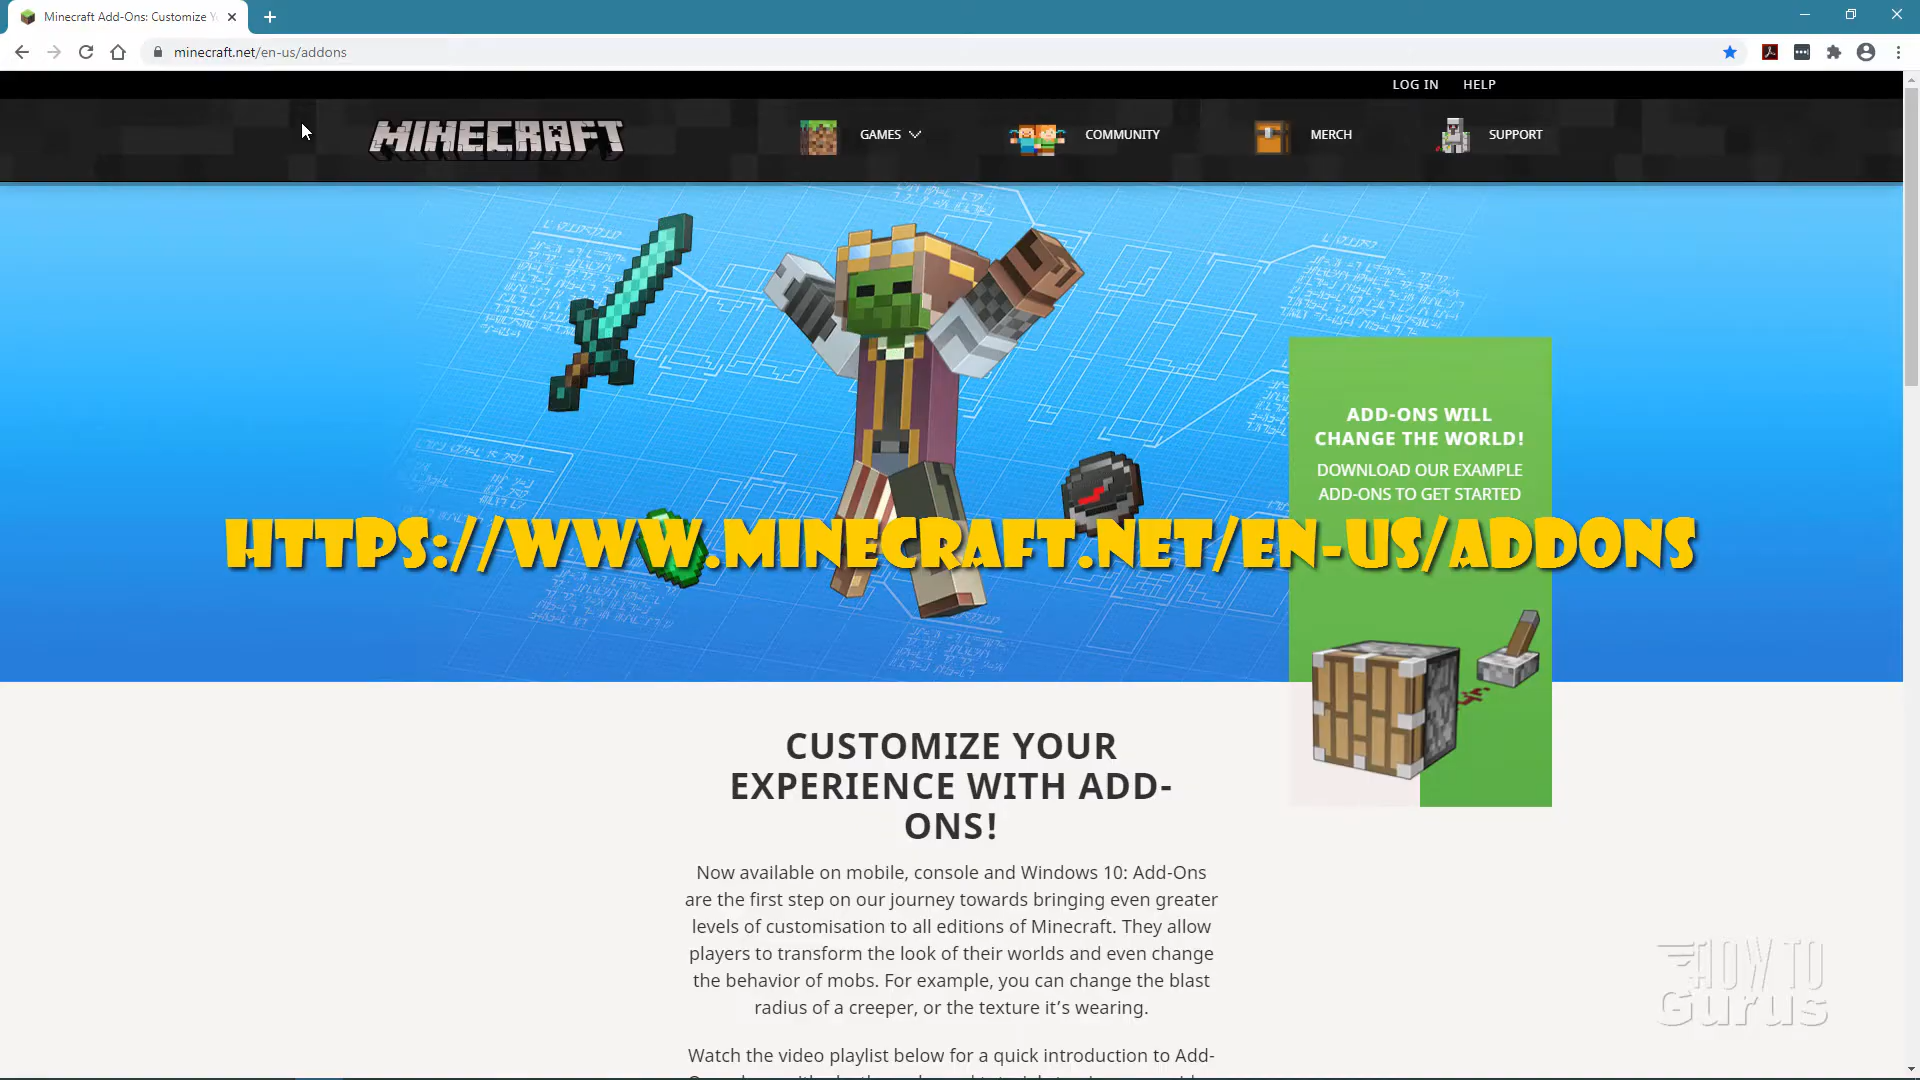 Minecraft Add-Ons: Customize Y
minecraft.net/en-us/addons
LOG IN HELP
MINECRAFT
GAMES COMMUNITY MERCH SUPPORT
ADD-ONS WILL
CHANGE THE WORLD!
DOWNLOAD OUR EXAMPLE
ADD-ONS TO GET STARTED
HTTPS://WWW.MINECRAFT.NET/EN-US/ADDONS
CUSTOMIZE YOUR
EXPERIENCE WITH ADD-
ONS!
Now available on mobile, console and Windows 10: Add-Ons
are the first step on our journey towards bringing even greater
levels of customisation to all editions of Minecraft. They allow
players to transform the look of their worlds and even change
the behavior of mobs. For example, you can change the blast
radius of a creeper, or the texture it’s wearing.
Watch the video playlist below for a quick introduction to Add-
HOW TO
Gurus